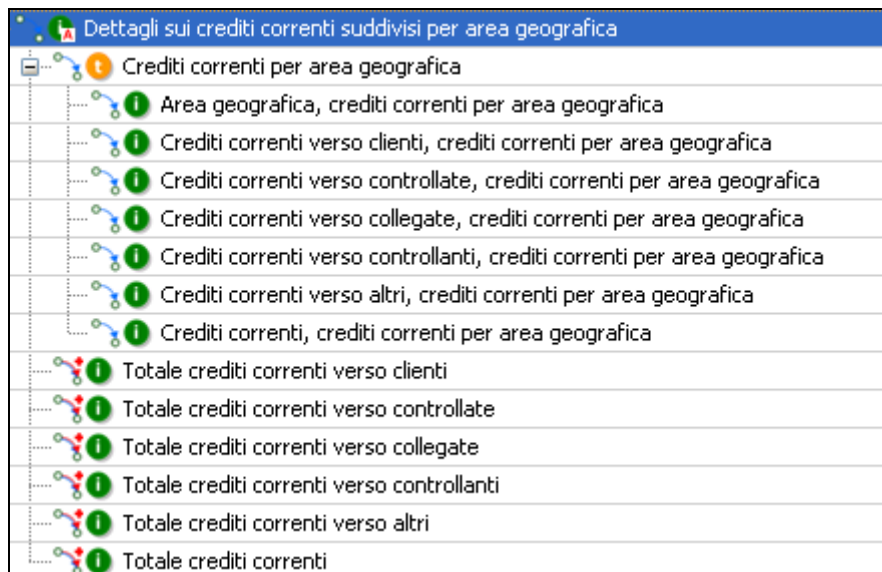 Dettagli sui crediti correnti suddivisi per area geografica
Crediti correnti per area geografica
Area geografica, crediti correnti per area geografica
Crediti correnti verso clienti, crediti correnti per area geografica
Crediti correnti verso controllate, crediti correnti per area geografica
Crediti correnti verso collegate, crediti correnti per area geografica
Crediti correnti verso controllanti, crediti correnti per area geografica
Crediti correnti verso altri, crediti correnti per area geografica
Crediti correnti, crediti correnti per area geografica
Totale crediti correnti verso clienti
Totale crediti correnti verso controllate
Totale crediti correnti verso collegate
Totale crediti correnti verso controllanti
Totale crediti correnti verso altri
Totale crediti correnti